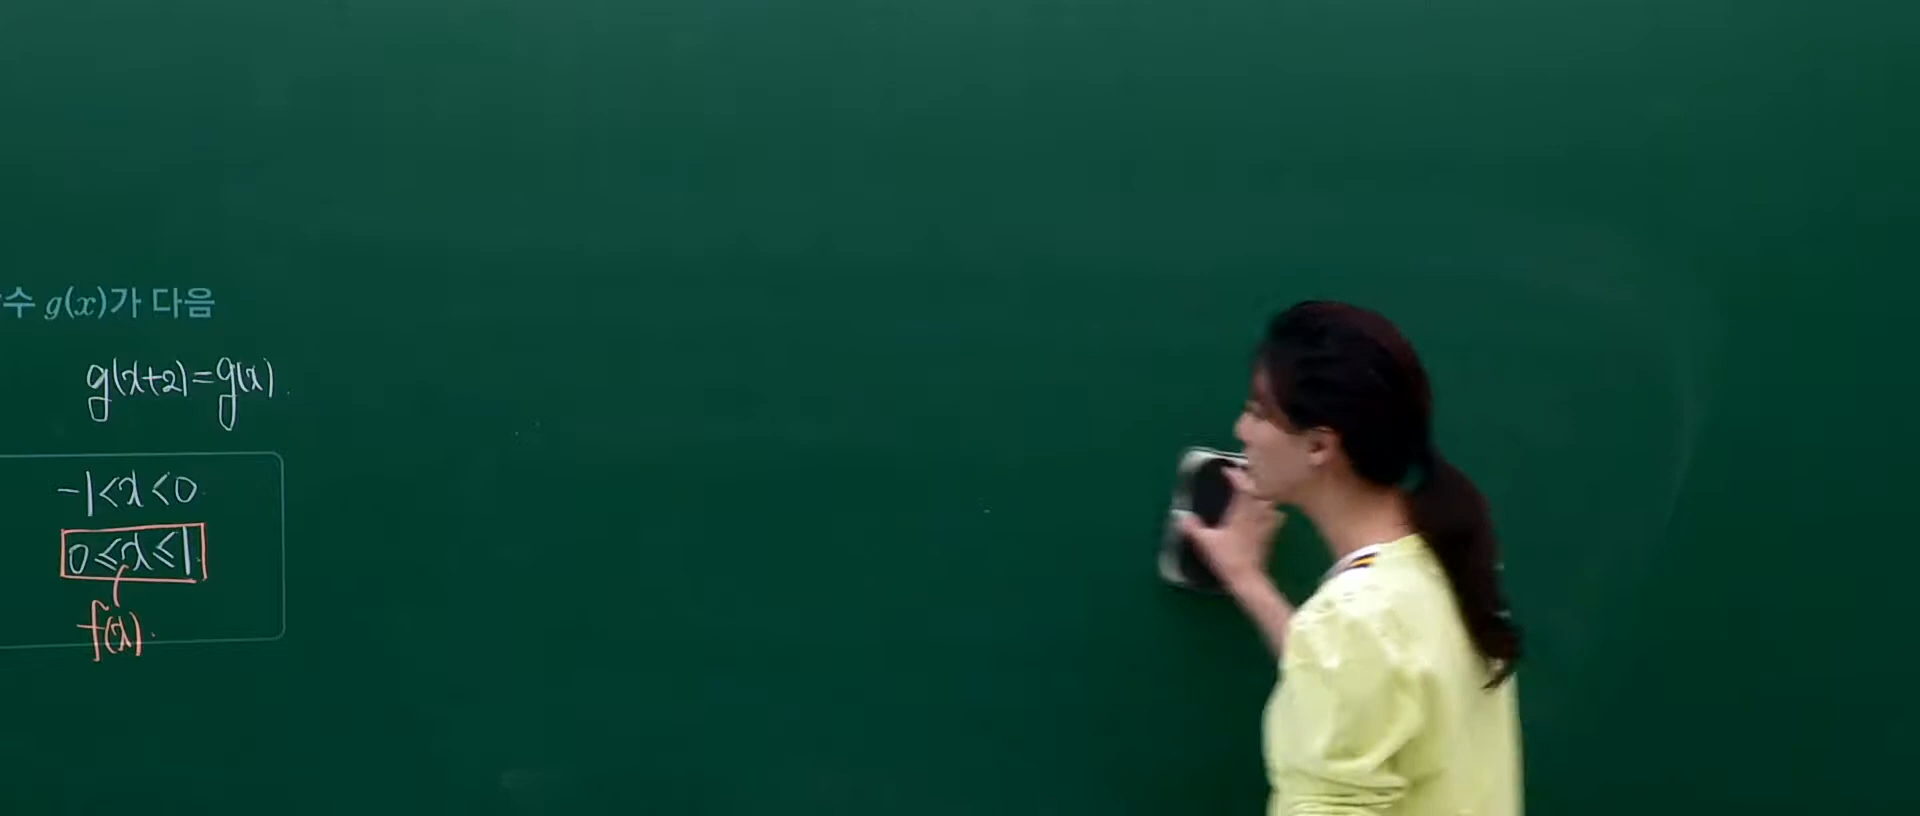 수 g(x)가 다음
g(x+2)=g(x).
-1<x<0
0≤x≤1
f(x).